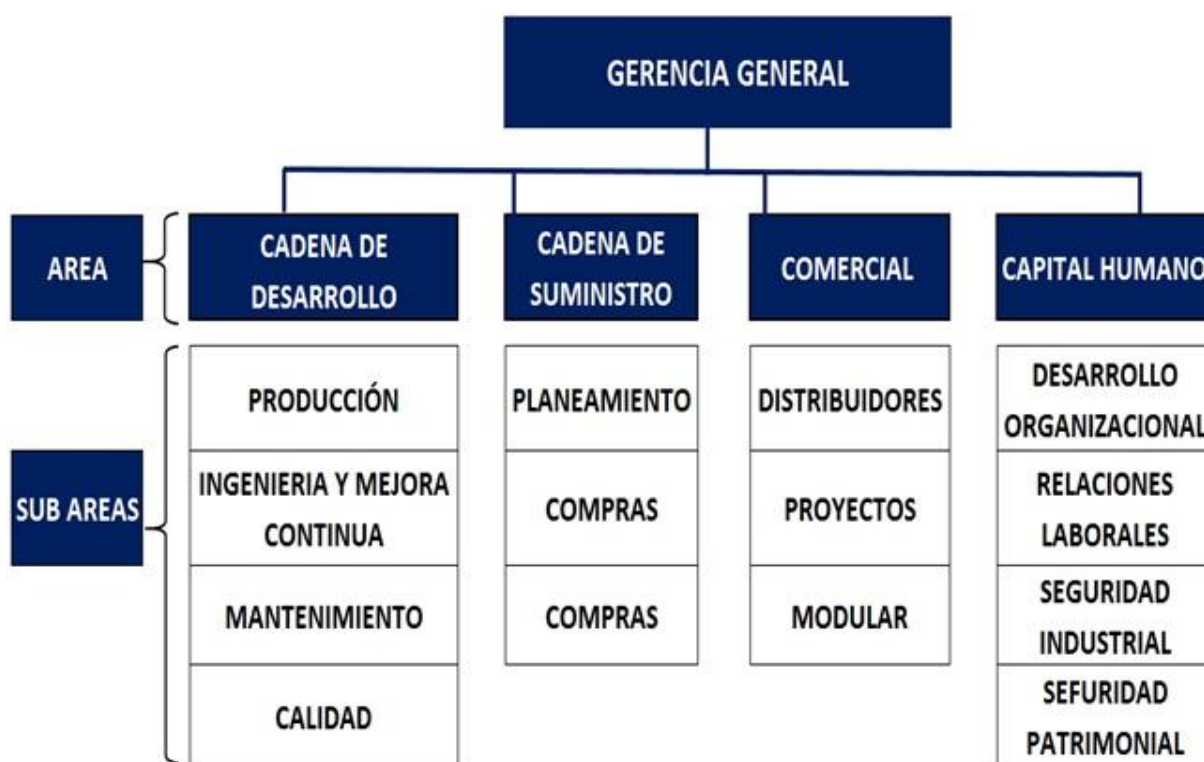 GERENCIA GENERAL
AREA
CADENA DE
DESARROLLO
CADENA DE
SUMINISTRO
COMERCIAL
CAPITAL HUMANO
SUB AREAS
PRODUCCIÓN
INGENIERIA Y MEJORA
CONTINUA
MANTENIMIENTO
CALIDAD
PLANEAMIENTO
COMPRAS
COMPRAS
DISTRIBUIDORES
PROYECTOS
MODULAR
DESARROLLO
ORGANIZACIONAL
RELACIONES
LABORALES
SEGURIDAD
INDUSTRIAL
SEFURIDAD
PATRIMONIAL